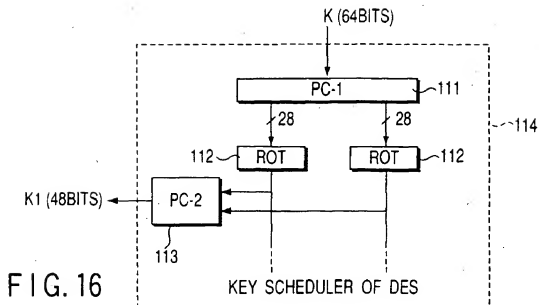 K (64BITS)
PC-1
111
28
28
114
112
ROT
ROT
112
K1 (48BITS)
PC-2
113
FIG. 16
KEY SCHEDULER OF DES